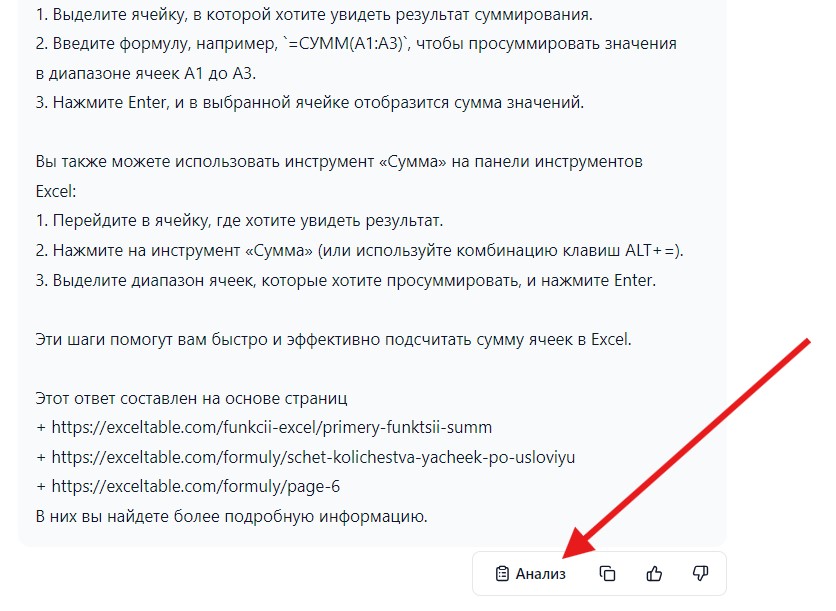 1. Выделите ячейку, в которой хотите увидеть результат суммирования.
2. Введите формулу, например, `=СУММ(A1:A3)`, чтобы просуммировать значения
в диапазоне ячеек A1 до A3.
3. Нажмите Enter, и в выбранной ячейке отобразится сумма значений.
Вы также можете использовать инструмент «Сумма» на панели инструментов
Excel:
1. Перейдите в ячейку, где хотите увидеть результат.
2. Нажмите на инструмент «Сумма» (или используйте комбинацию клавиш ALT+=).
3. Выделите диапазон ячеек, которые хотите просуммировать, и нажмите Enter.
Эти шаги помогут вам быстро и эффективно подсчитать сумму ячеек в Excel.
Этот ответ составлен на основе страниц
+ https://exceltable.com/funkcii-excel/primery-funktsii-summ
+ https://exceltable.com/formuly/schet-kolichestva-yacheek-po-usloviyu
+ https://exceltable.com/formuly/page-6
В них вы найдете более подробную информацию.
Анализ